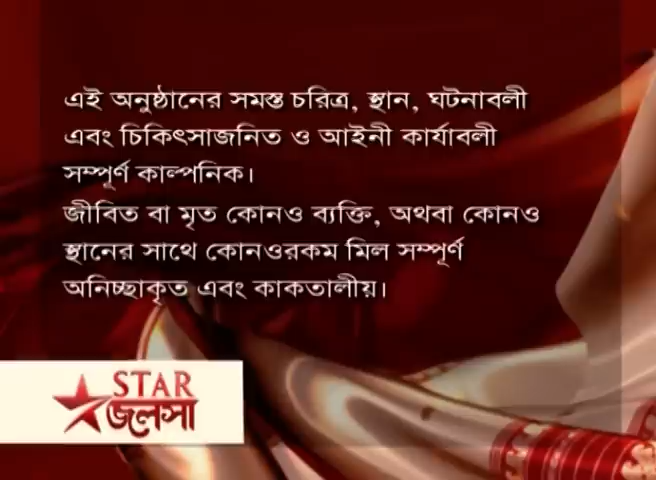 এই অনুষ্ঠানের সমস্ত চরিত্র, স্থান, ঘটনাবলী
এবং চিকিৎসাজনিত ও আইনী কার্যাবলী
সম্পূর্ণ কাল্পনিক।
জীবিত বা মৃত কোনও ব্যক্তি, অথবা কোনও
স্থানের সাথে কোনওরকম মিল সম্পূর্ণ
অনিচ্ছাকৃত এবং কাকতালীয়।
STAR
জলসা